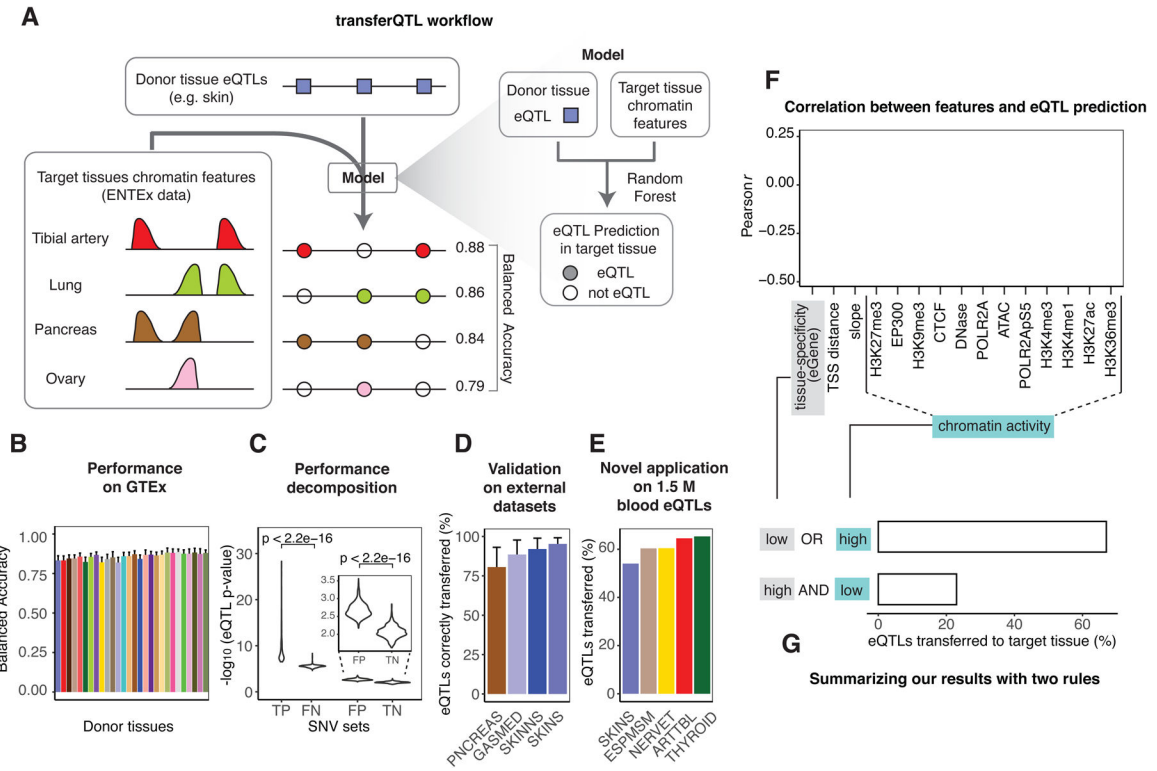 A
transferQTL workflow
Donor tissue eQTLs
(e.g. skin)
Target tissues chromatin features
(ENTEx data)
Tibial artery
Lung
Pancreas
Ovary
Model
0.88
0.86
0.84
0.79
Balanced Accuracy
Model
Donor tissue
eQTL
Target tissue
chromatin
features
Random
Forest
eQTL Prediction
in target tissue
eQTL
not eQTL
B
Performance
on GTEx
Balanced Accuracy
1.00
0.75
0.50
0.25
0.00
Donor tissues
C
Performance
decomposition
-log10 (eQTL p-value)
30
20
10
0
p < 2.2e-16
p < 2.2e-16
3.5
3.0
2.5
2.0
FP
TN
TP
FN
FP
TN
SNV sets
D
Validation
on external
datasets
eQTLs correctly transferred (%)
100
75
50
25
0
PNCREAS
GASMED
SKINNS
SKINS
E
Novel application
on 1.5 M
blood eQTLs
eQTLs transferred (%)
60
40
20
0
SKINS
ESPMSM
NERVET
ARTTBL
THYROID
F
Correlation between features and eQTL prediction
Pearson r
0.25
0.00
−0.25
−0.50
tissue-specificity
(eGene)
TSS distance
slope
H3K27me3
EP300
H3K9me3
CTCF
DNase
POLR2A
ATAC
POLR2ApS5
H3K4me3
H3K4me1
H3K27ac
H3K36me3
chromatin activity
low OR high
high AND low
0
20
40
60
eQTLs transferred to target tissue (%)
G
Summarizing our results with two rules